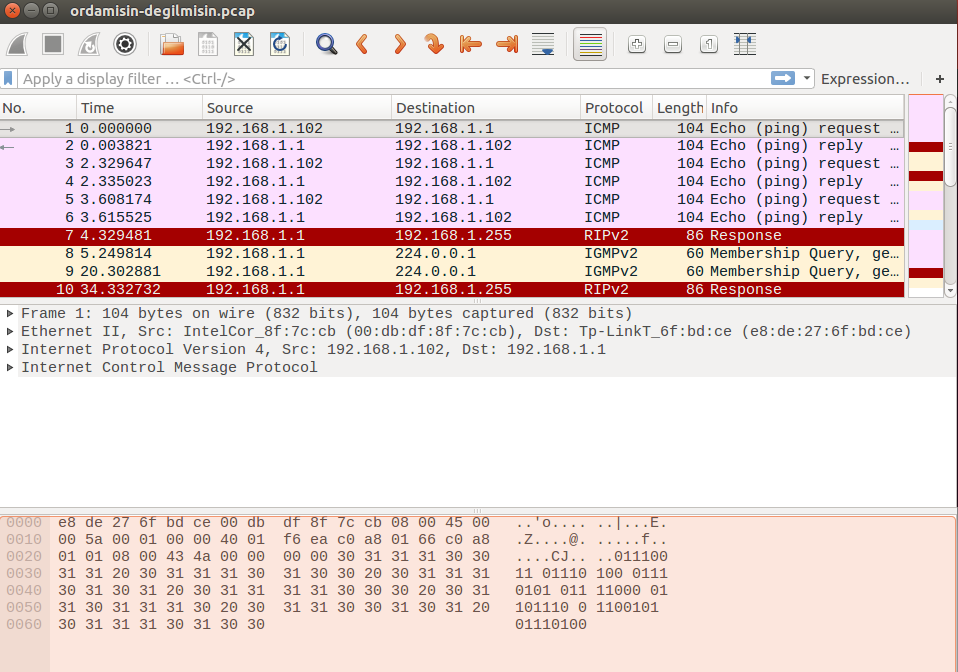 ordamisin-degilmisin.pcap
Apply a display filter ... <Ctrl-/> Expression... +
No. Time Source Destination Protocol Length Info
1 0.000000 192.168.1.102 192.168.1.1 ICMP 104 Echo (ping) request …
2 0.003821 192.168.1.1 192.168.1.102 ICMP 104 Echo (ping) reply …
3 2.329647 192.168.1.102 192.168.1.1 ICMP 104 Echo (ping) request …
4 2.335023 192.168.1.1 192.168.1.102 ICMP 104 Echo (ping) reply …
5 3.608174 192.168.1.102 192.168.1.1 ICMP 104 Echo (ping) request …
6 3.615525 192.168.1.1 192.168.1.102 ICMP 104 Echo (ping) reply …
7 4.329481 192.168.1.1 192.168.1.255 RIPv2 86 Response
8 5.249814 192.168.1.1 224.0.0.1 IGMPv2 60 Membership Query, ge…
9 20.302881 192.168.1.1 224.0.0.1 IGMPv2 60 Membership Query, ge…
10 34.332732 192.168.1.1 192.168.1.255 RIPv2 86 Response
Frame 1: 104 bytes on wire (832 bits), 104 bytes captured (832 bits)
Ethernet II, Src: IntelCor_8f:7c:cb (00:db:df:8f:7c:cb), Dst: Tp-LinkT_6f:bd:ce (e8:de:27:6f:bd:ce)
Internet Protocol Version 4, Src: 192.168.1.102, Dst: 192.168.1.1
Internet Control Message Protocol
0000 e8 de 27 6f bd ce 00 db df 8f 7c cb 08 00 45 00 ..'o.... ..|...E.
0010 00 5a 00 01 00 00 40 01 f6 ea c0 a8 01 66 c0 a8 .Z....@. .....f..
0020 01 01 08 00 43 4a 00 00 00 00 30 31 31 31 30 30 ....CJ.. ..011100
0030 31 31 20 30 31 31 31 30 31 30 30 20 30 31 31 31 11 01110 100 0111
0040 30 31 30 31 20 30 31 31 31 31 30 30 30 20 30 31 0101 011 11000 01
0050 31 30 31 31 31 30 20 30 31 31 30 30 31 30 31 20 101110 0 1100101
0060 30 31 31 31 30 31 30 30 01110100